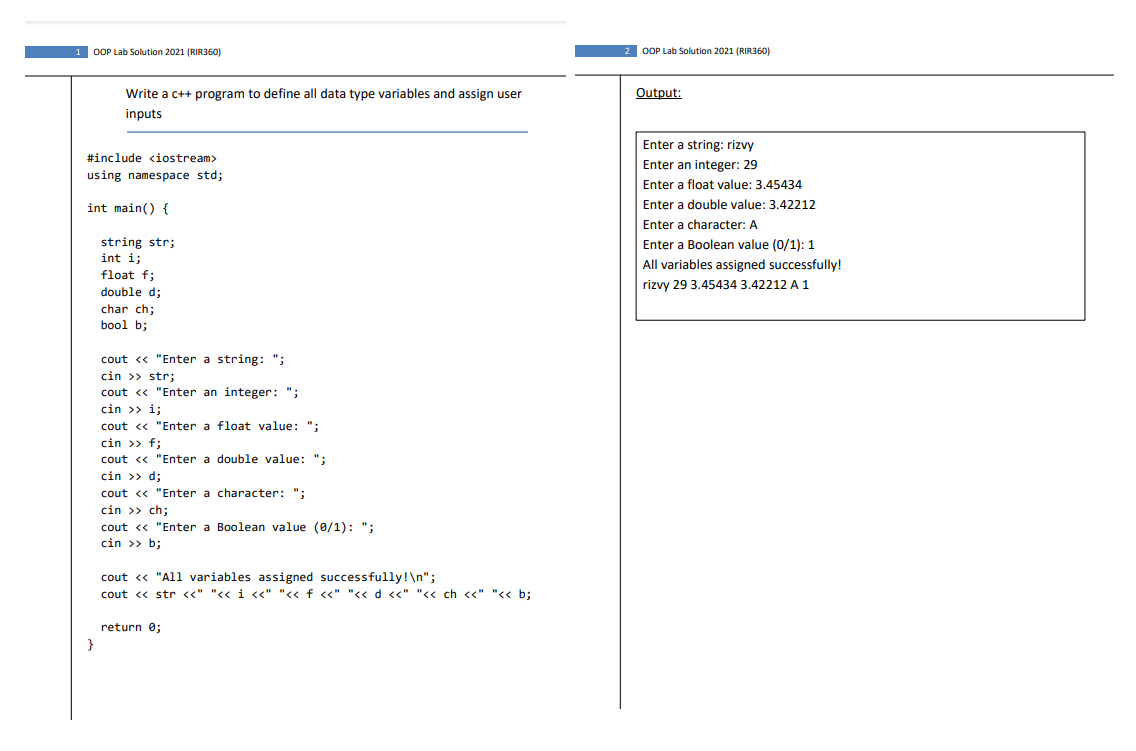 1 OOP Lab Solution 2021 (RIR360)
Write a c++ program to define all data type variables and assign user
inputs
#include <iostream>
using namespace std;
int main() {
string str;
int i;
float f;
double d;
char ch;
bool b;
cout << "Enter a string: ";
cin >> str;
cout << "Enter an integer: ";
cin >> i;
cout << "Enter a float value: ";
cin >> f;
cout << "Enter a double value: ";
cin >> d;
cout << "Enter a character: ";
cin >> ch;
cout << "Enter a Boolean value (0/1): ";
cin >> b;
cout << "All variables assigned successfully!\n";
cout << str <<" "<< i <<" "<< f <<" "<< d <<" "<< ch <<" "<< b;
return 0;
}
2 OOP Lab Solution 2021 (RIR360)
Output:
Enter a string: rizvy
Enter an integer: 29
Enter a float value: 3.45434
Enter a double value: 3.42212
Enter a character: A
Enter a Boolean value (0/1): 1
All variables assigned successfully!
rizvy 29 3.45434 3.42212 A 1